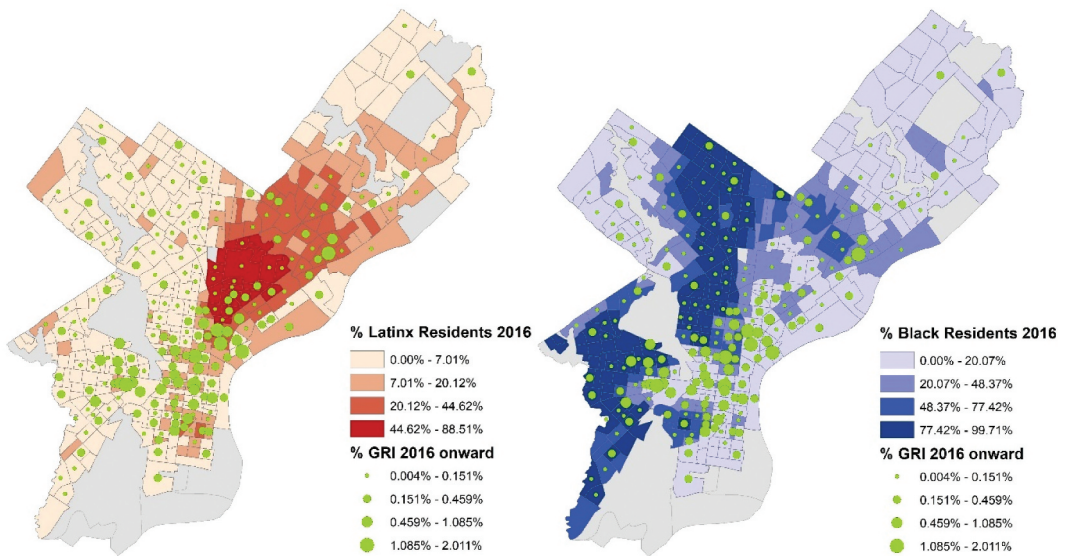 % Latinx Residents 2016
0.00% - 7.01%
7.01% - 20.12%
20.12% - 44.62%
44.62% - 88.51%
% GRI 2016 onward
0.004% - 0.151%
0.151% - 0.459%
0.459% - 1.085%
1.085% - 2.011%
% Black Residents 2016
0.00% - 20.07%
20.07% - 48.37%
48.37% - 77.42%
77.42% - 99.71%
% GRI 2016 onward
0.004% - 0.151%
0.151% - 0.459%
0.459% - 1.085%
1.085% - 2.011%